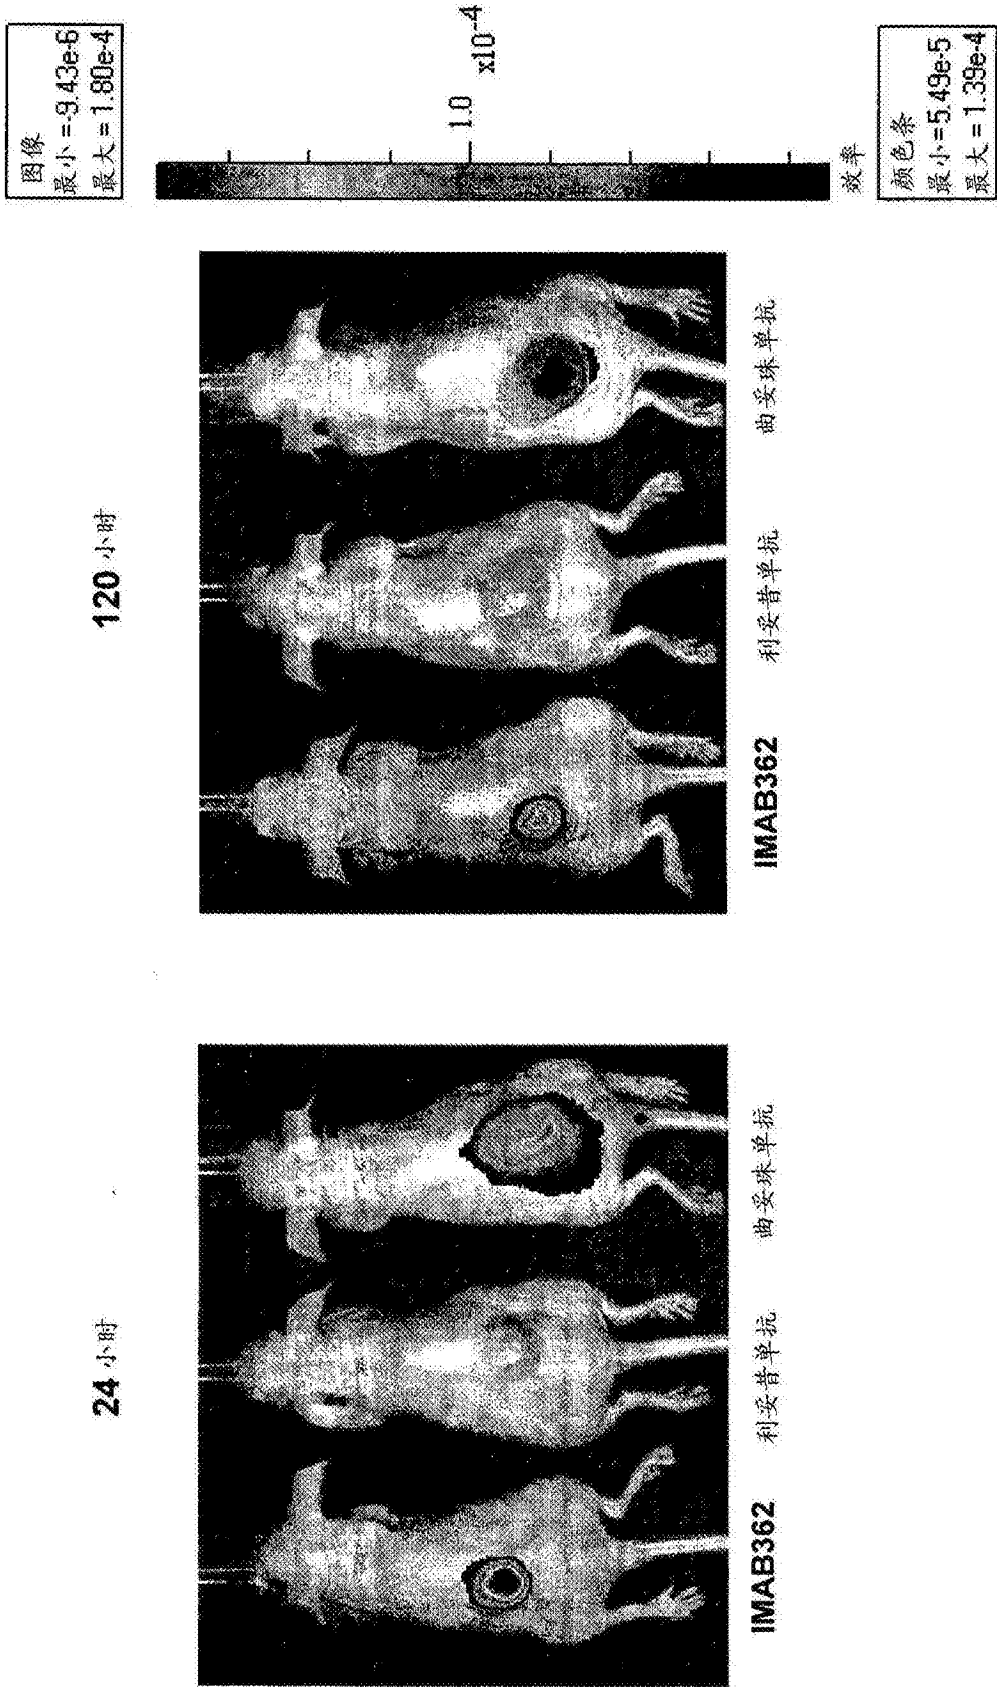 24 小时
IMAB362
利妥昔单抗
曲妥珠单抗
120 小时
IMAB362
利妥昔单抗
曲妥珠单抗
图像
最小=-9.43e-6
最大=1.80e-4
1.0
x10-4
效率
颜色条
最小=5.49e-5
最大=1.39e-4